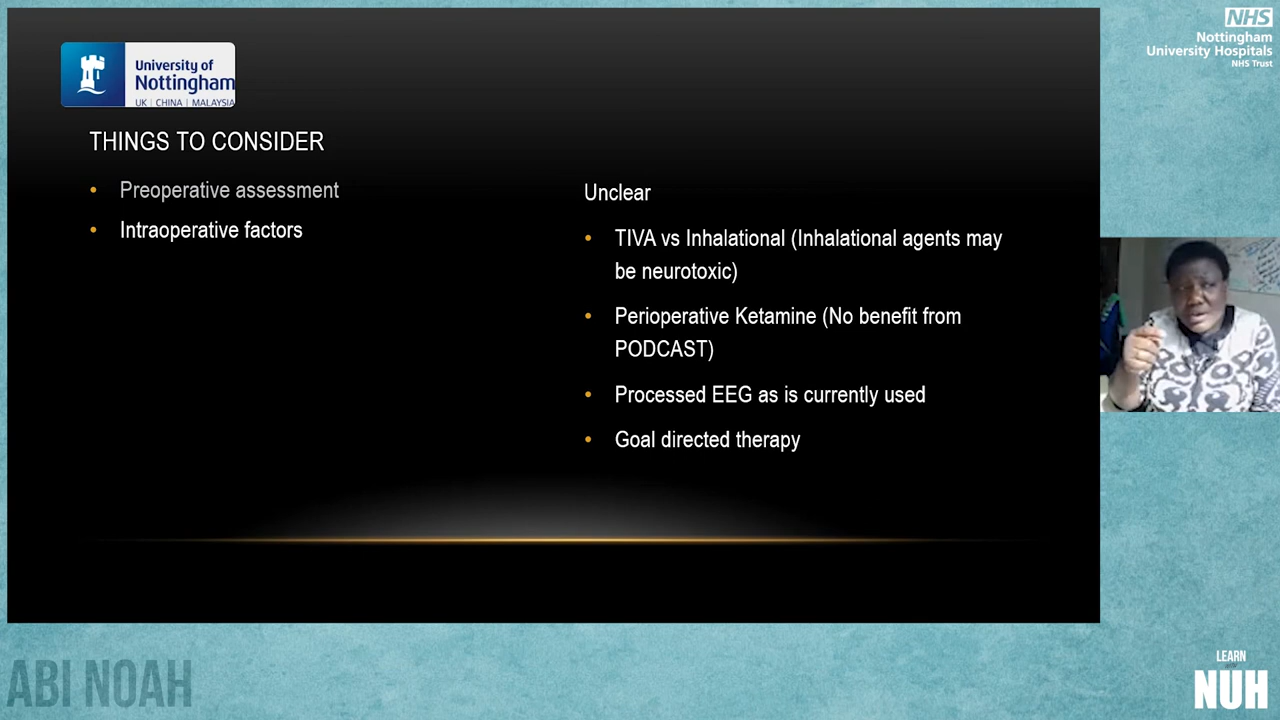 University of
Nottingham
UK | CHINA | MALAYSIA
THINGS TO CONSIDER
• Preoperative assessment
• Intraoperative factors
Unclear
• TIVA vs Inhalational (Inhalational agents may
be neurotoxic)
• Perioperative Ketamine (No benefit from
PODCAST)
• Processed EEG as is currently used
• Goal directed therapy
NHS
Nottingham
University Hospitals
NHS Trust
ABI NOAH
LEARN
NUH